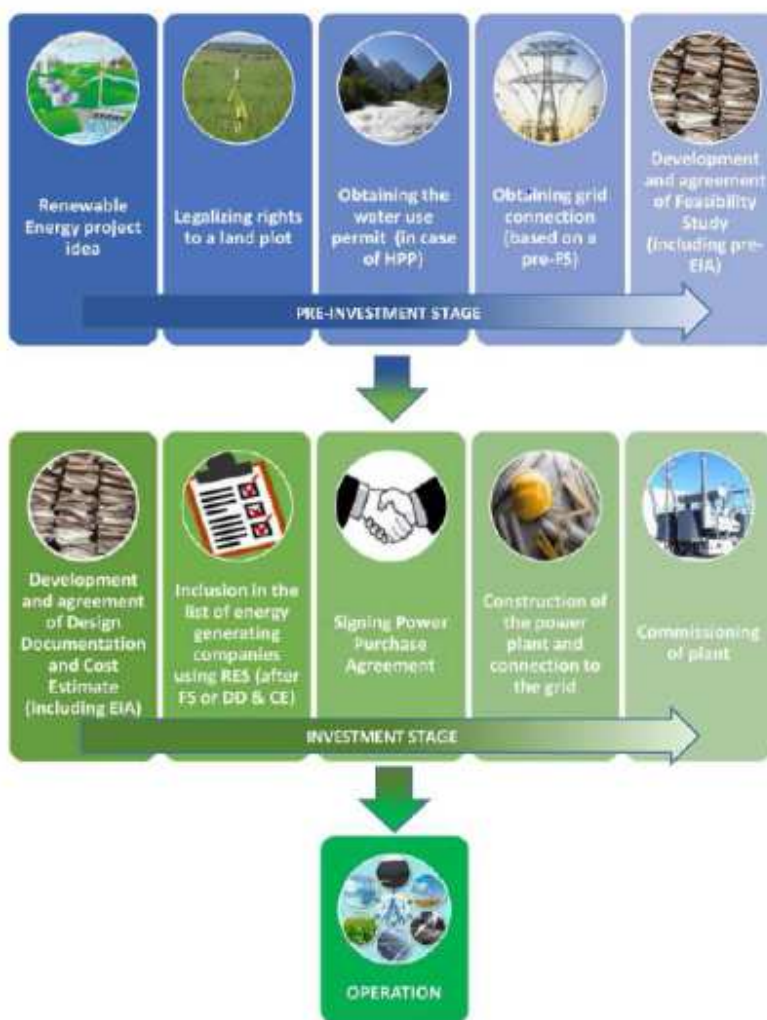 Renewable
Energy project
idea
Legalizing rights
to a land plot
Obtaining the
water use
permit (in case
of HPP)
Obtaining grid
connection
(based on a
pre-FS)
Development
and agreement
of Feasibility
Study
(including pre-
EIA)
PRE-INVESTMENT STAGE
Development
and agreement
of Design
Documentation
and Cost
Estimate
(including EIA)
Inclusion in the
list of energy
generating
companies
using RES (after
FS or DD & CE)
Signing Power
Purchase
Agreement
Construction of
the power
plant and
connection to
the grid
Commissioning
of plant
INVESTMENT STAGE
OPERATION